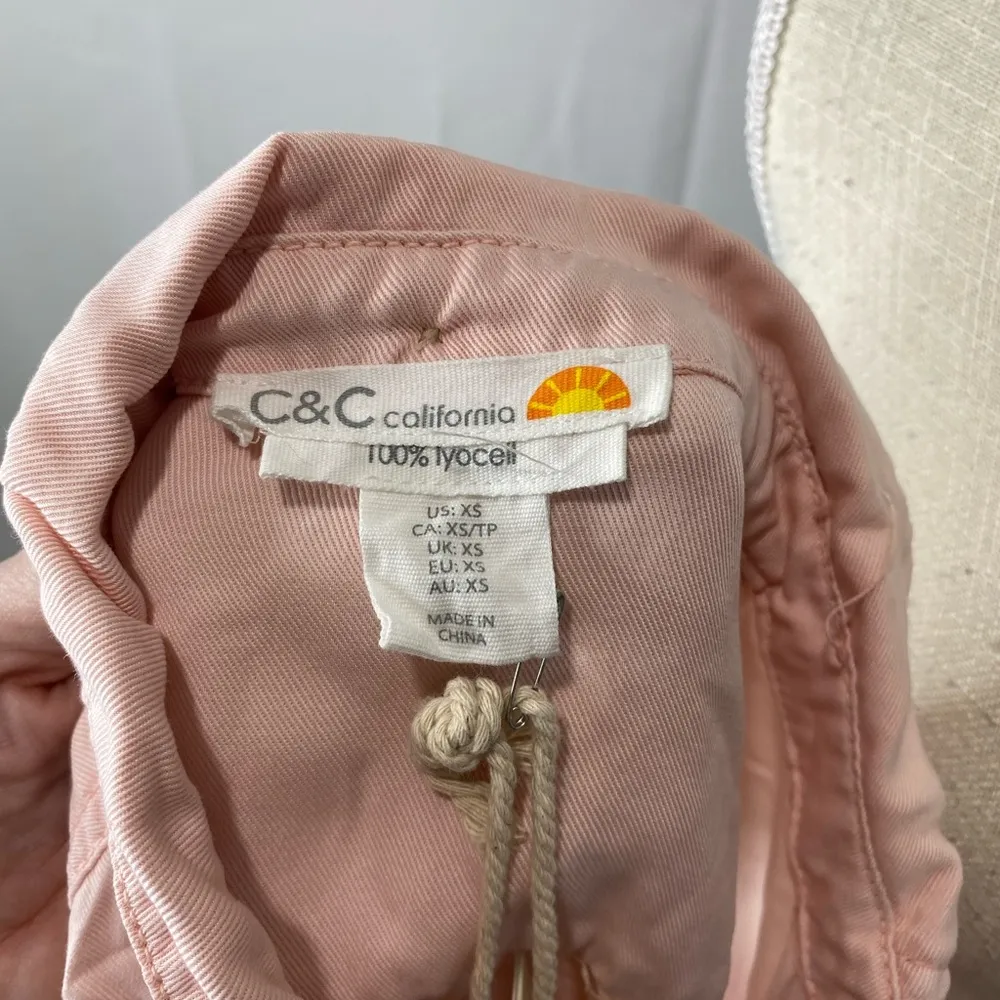 C&C california
100% lyocell
US: XS
CA: XS/TP
UK: XS
EU: XS
AU: XS
MADE IN
CHINA